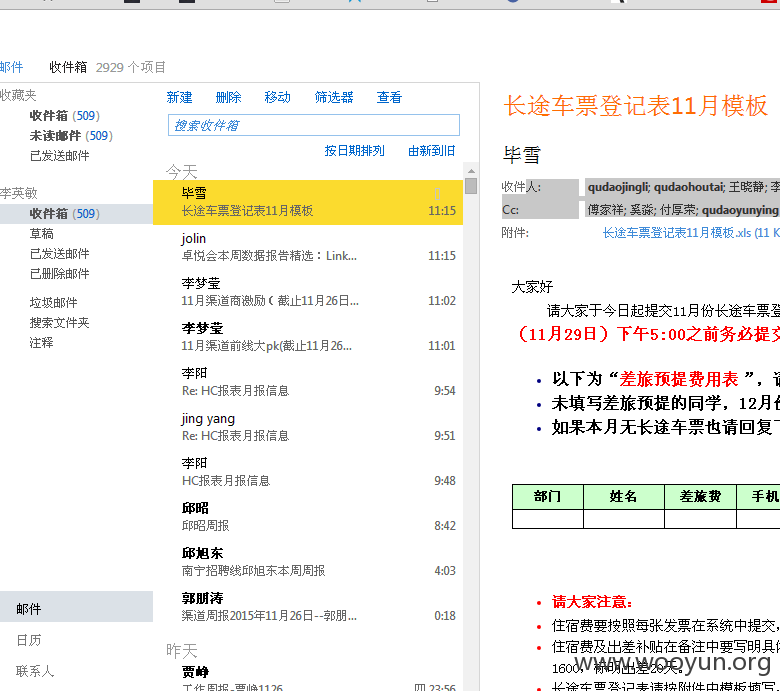 邮件 收件箱 2929 个项目
收藏夹
收件箱 (509)
未读邮件 (509)
已发送邮件
李英敏
收件箱 (509)
草稿
已发送邮件
已删除邮件
垃圾邮件
搜索文件夹
注释
邮件
日历
联系人
新建 删除 移动 筛选器 查看
搜索收件箱
按日期排列 由新到旧
今天
毕雪
长途车票登记表11月模板 11:15
jolin
卓悦会本周数据报告精选：Link... 11:15
李梦莹
11月渠道商激励（截止11月26日... 11:02
李梦莹
11月渠道前线大pk(截止11月26... 11:01
李阳
Re: HC报表月报信息 9:54
jing yang
Re: HC报表月报信息 9:51
李阳
HC报表月报信息 9:48
邱昭
邱昭周报 8:42
邱旭东
南宁招聘线邱旭东本周周报 4:03
郭朋涛
渠道周报2015年11月26日--郭朋... 0:18
昨天
贾峥
工作周报-贾峥1126 四 23:56
长途车票登记表11月模板
毕雪
收件人: qudaojingli; qudaohoutai; 王晓静; 李
Cc: 傅家祥; 奚淼; 付厚荣; qudaoyunying
附件: 长途车票登记表11月模板.xls (11 K
大家好
请大家于今日起提交11月份长途车票登
（11月29日）下午5:00之前务必提交
• 以下为“差旅预提费用表 ”，请
• 未填写差旅预提的同学，12月份
• 如果本月无长途车票也请回复下
部门 姓名 差旅费 手机
• 请大家注意：
• 住宿费要按照每张发票在系统中提交，
• 住宿费及出差补贴在备注中要写明具体
1600，标明出差20天。
• 长途车票登记表请按附件中模板填写，
www.wooyun.org